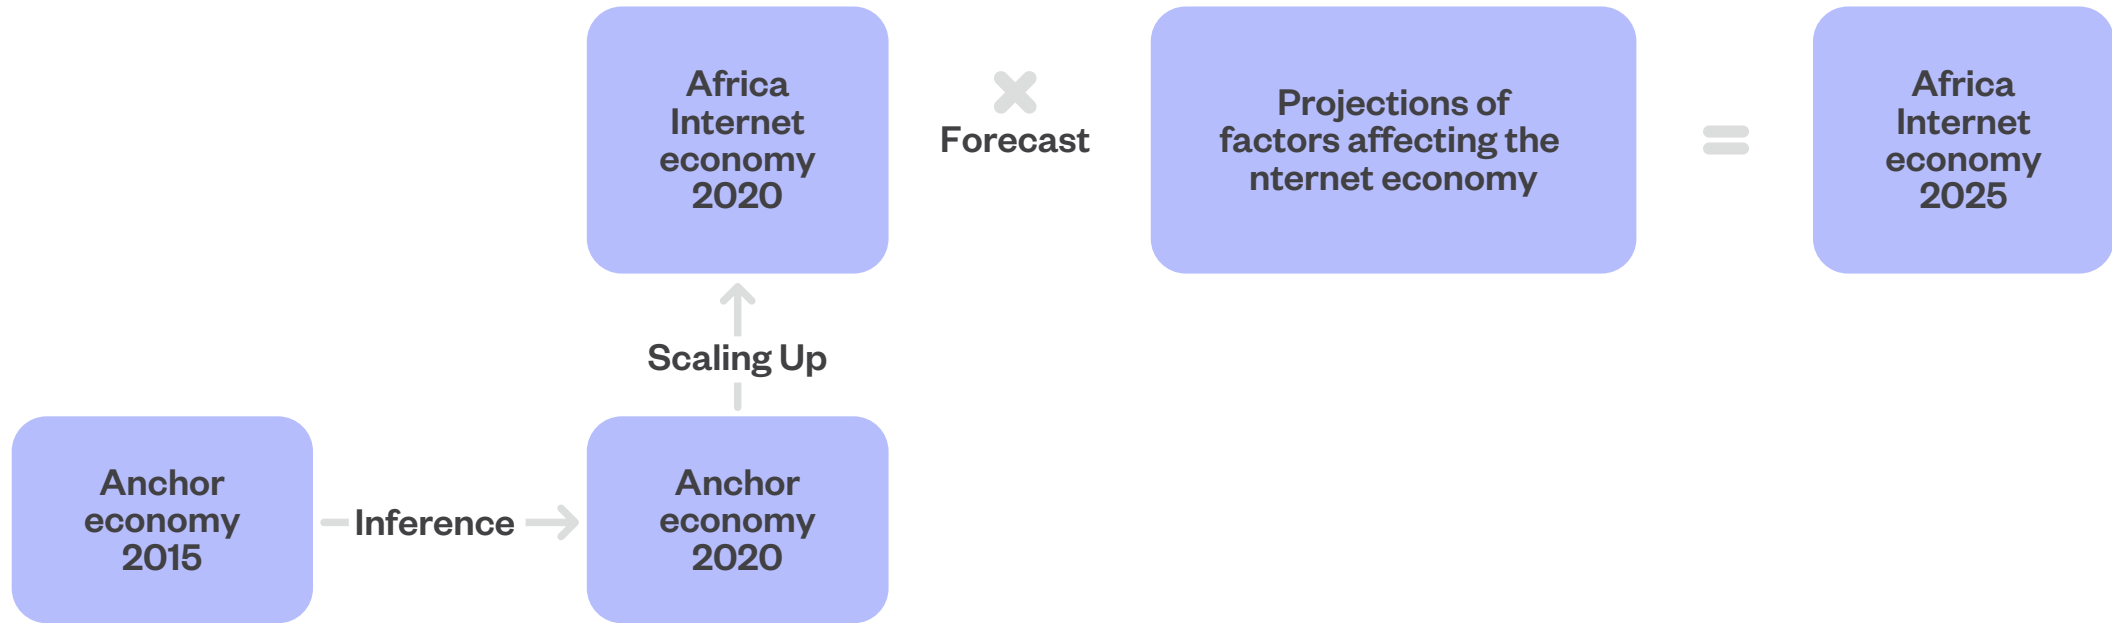 Africa
Internet
economy
2020
Forecast
Projections of
factors affecting the
nternet economy
Africa
Internet
economy
2025
Scaling Up
Anchor
economy
2015
Inference
Anchor
economy
2020